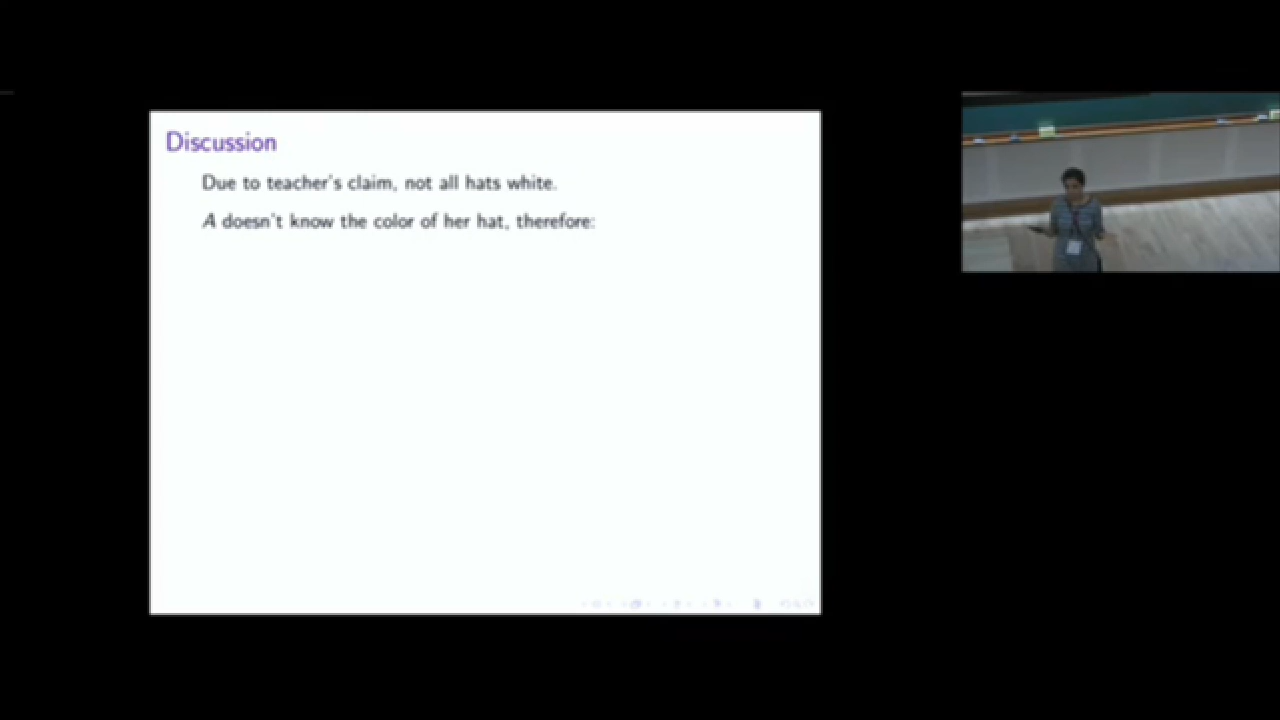 Discussion
Due to teacher's claim, not all hats white.
A doesn't know the color of her hat, therefore: